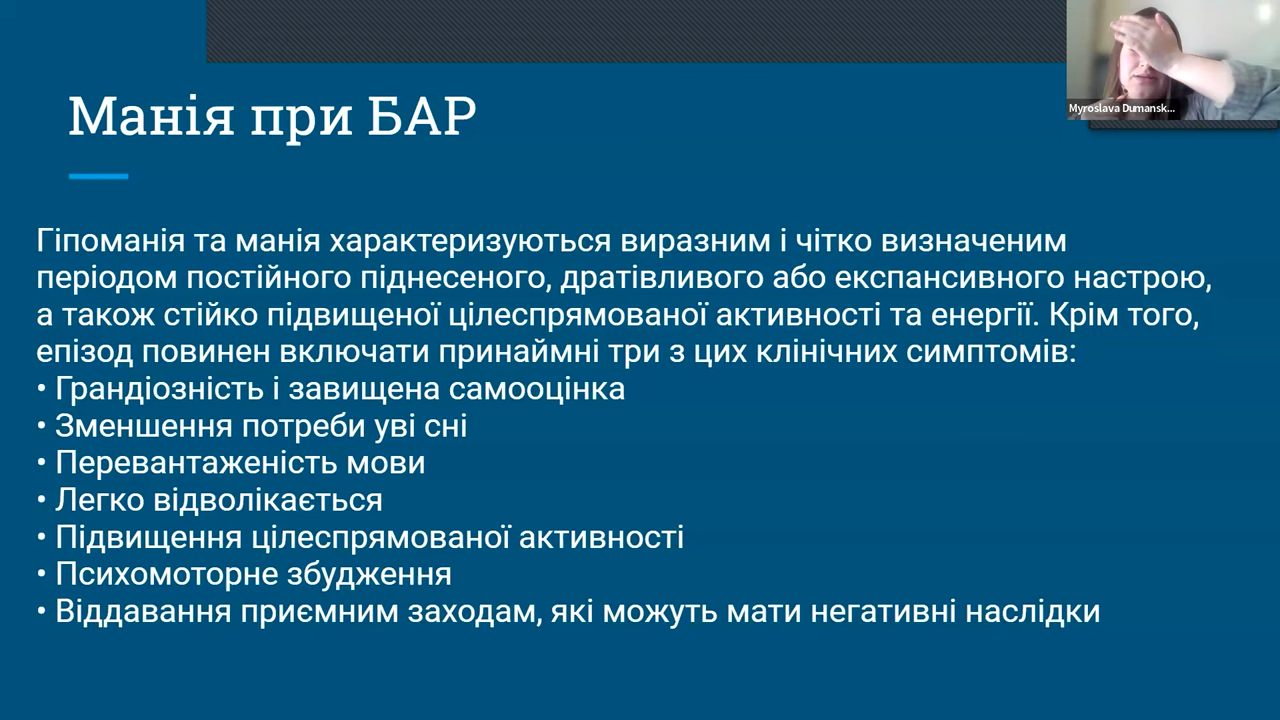 Myroslava Dumansk...
Манія при БАР
Гіпоманія та манія характеризуються виразним і чітко визначеним
періодом постійного піднесеного, дратівливого або експансивного настрою,
а також стійко підвищеної цілеспрямованої активності та енергії. Крім того,
епізод повинен включати принаймні три з цих клінічних симптомів:
• Грандіозність і завищена самооцінка
• Зменшення потреби уві сні
• Перевантаженість мови
• Легко відволікається
• Підвищення цілеспрямованої активності
• Психомоторне збудження
• Віддавання приємним заходам, які можуть мати негативні наслідки